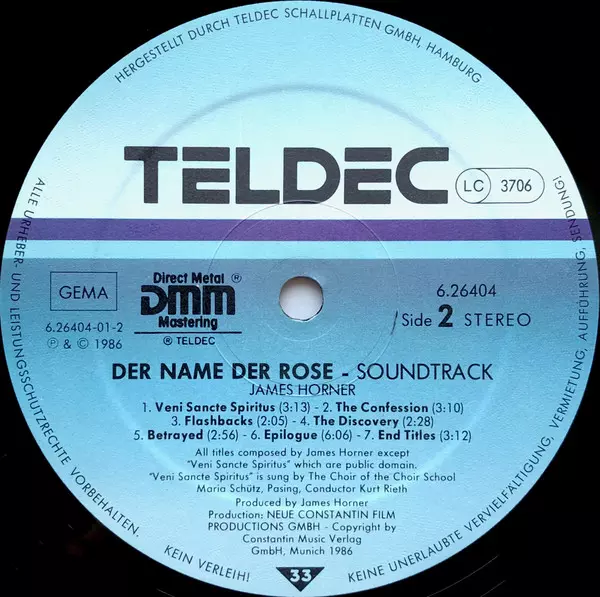 HERGESTELLT DURCH TELDEC SCHALLPLATTEN GMBH, HAMBURG
TELDEC
LC 3706
GEMA
Direct Metal ®
DMM
Mastering
® TELDEC
6.26404-01-2
℗ & © 1986
6.26404
Side 2 STEREO
DER NAME DER ROSE - SOUNDTRACK
JAMES HORNER
1. Veni Sancte Spiritus (3:13) - 2. The Confession (3:10)
3. Flashbacks (2:05) - 4. The Discovery (2:28)
5. Betrayed (2:56) - 6. Epilogue (6:06) - 7. End Titles (3:12)
All titles composed by James Horner except
"Veni Sancte Spiritus" which are public domain.
"Veni Sancte Spiritus" is sung by The Choir of the Choir School
Maria Schütz, Pasing, Conductor Kurt Rieth
Produced by James Horner
Production: NEUE CONSTANTIN FILM
PRODUCTIONS GMBH - Copyright by
Constantin Music Verlag
GmbH, Munich 1986
33
ALLE URHEBER- UND LEISTUNGSSCHUTZRECHTE VORBEHALTEN.
KEIN VERLEIH!
KEINE UNERLAUBTE VERVIELFÄLTIGUNG, VERMIETUNG, AUFFÜHRUNG, SENDUNG!